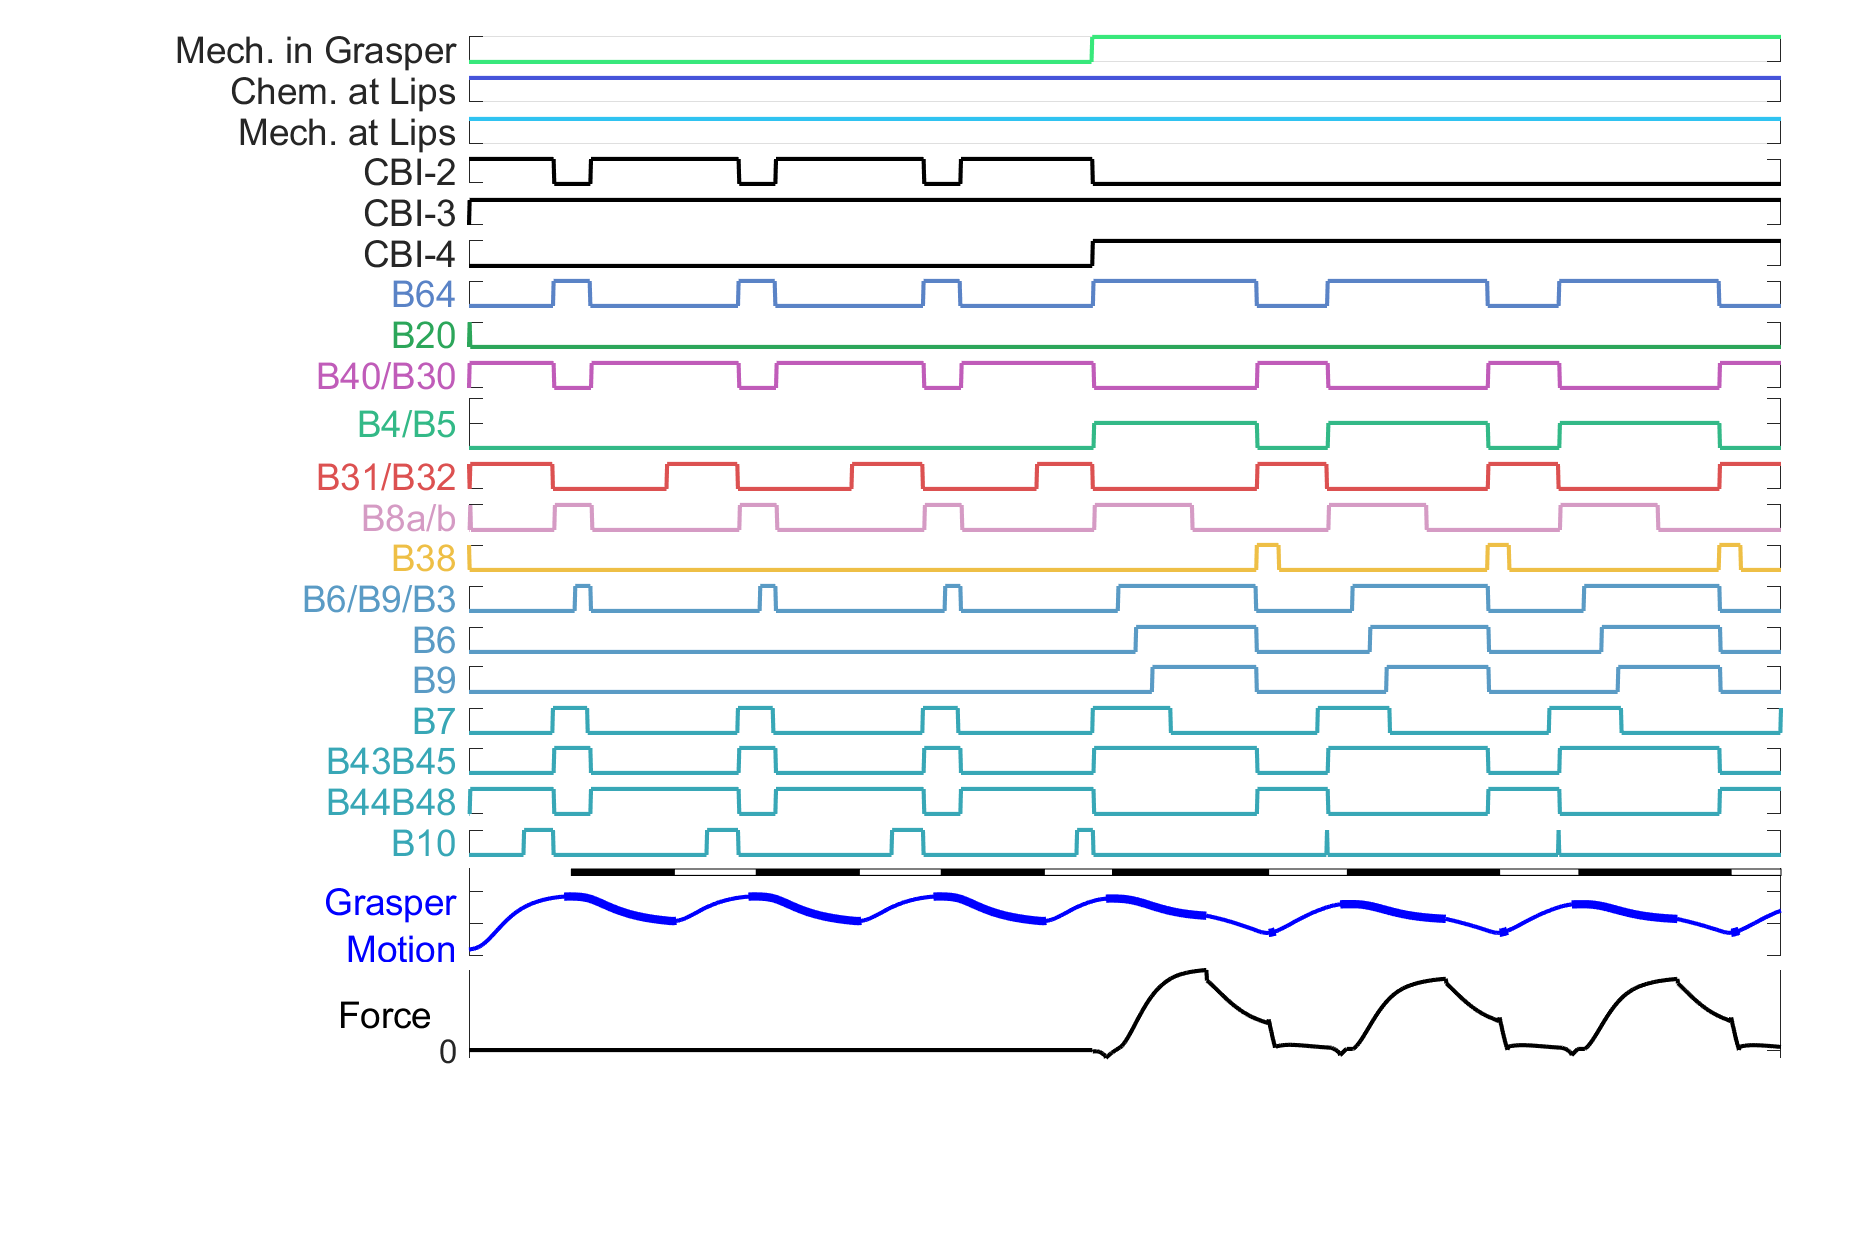 Mech. in Grasper
Chem. at Lips
Mech. at Lips
CBI-2
CBI-3
CBI-4
B64
B20
B40/B30
B4/B5
B31/B32
B8a/b
B38
B6/B9/B3
B6
B9
B7
B43B45
B44B48
B10
Grasper
Motion
Force
0